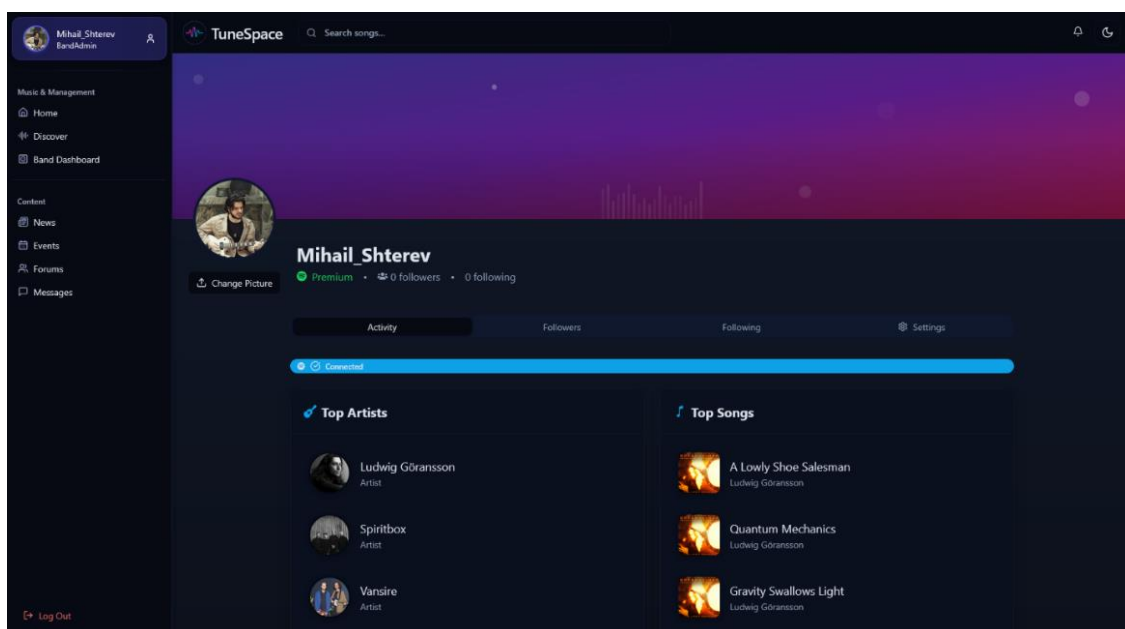 Mihail_Shterev
BandAdmin
Music & Management
Home
Discover
Band Dashboard
Content
News
Events
Forums
Messages
Log Out
TuneSpace
Search songs...
Change Picture
Mihail_Shterev
Premium • 0 followers • 0 following
Activity Followers Following Settings
Connected
Top Artists
Ludwig Göransson
Artist
Spiritbox
Artist
Vansire
Artist
Top Songs
A Lowly Shoe Salesman
Ludwig Göransson
Quantum Mechanics
Ludwig Göransson
Gravity Swallows Light
Ludwig Göransson